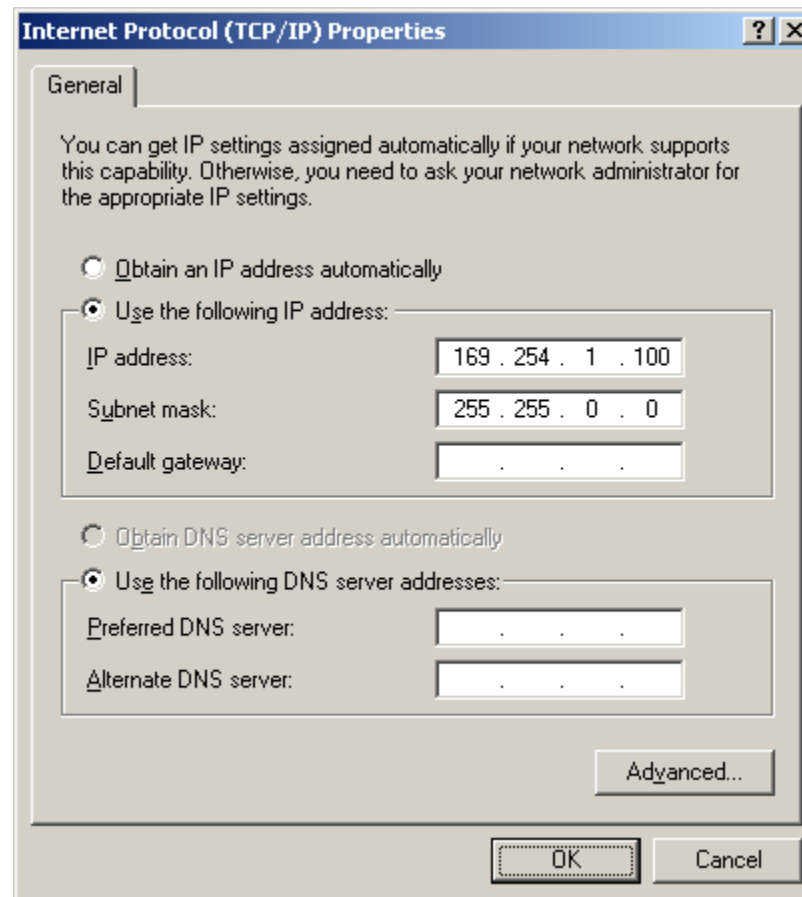 Internet Protocol (TCP/IP) Properties
General
You can get IP settings assigned automatically if your network supports
this capability. Otherwise, you need to ask your network administrator for
the appropriate IP settings.
Obtain an IP address automatically
Use the following IP address:
IP address: 169 . 254 . 1 . 100
Subnet mask: 255 . 255 . 0 . 0
Default gateway: . . .
Obtain DNS server address automatically
Use the following DNS server addresses:
Preferred DNS server: . . .
Alternate DNS server: . . .
Advanced...
OK Cancel